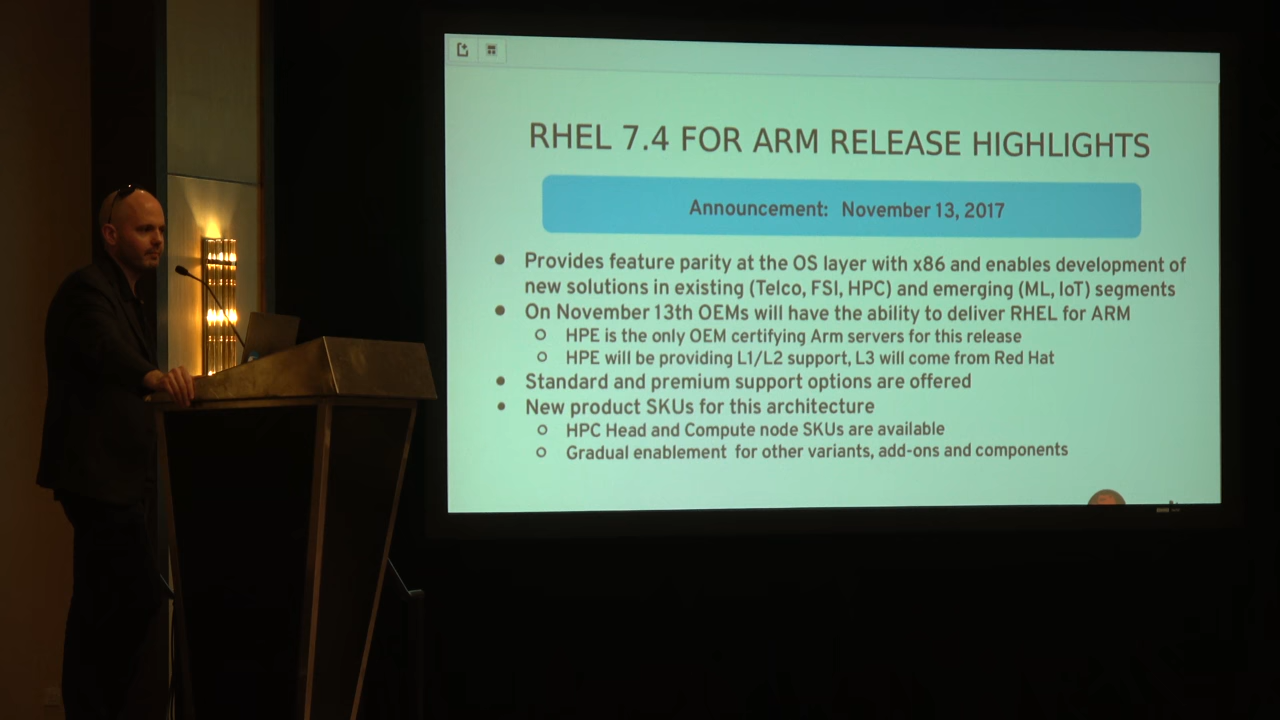 RHEL 7.4 FOR ARM RELEASE HIGHLIGHTS
Announcement: November 13, 2017
● Provides feature parity at the OS layer with x86 and enables development of
new solutions in existing (Telco, FSI, HPC) and emerging (ML, IoT) segments
● On November 13th OEMs will have the ability to deliver RHEL for ARM
○ HPE is the only OEM certifying Arm servers for this release
○ HPE will be providing L1/L2 support, L3 will come from Red Hat
● Standard and premium support options are offered
● New product SKUs for this architecture
○ HPC Head and Compute node SKUs are available
○ Gradual enablement for other variants, add-ons and components